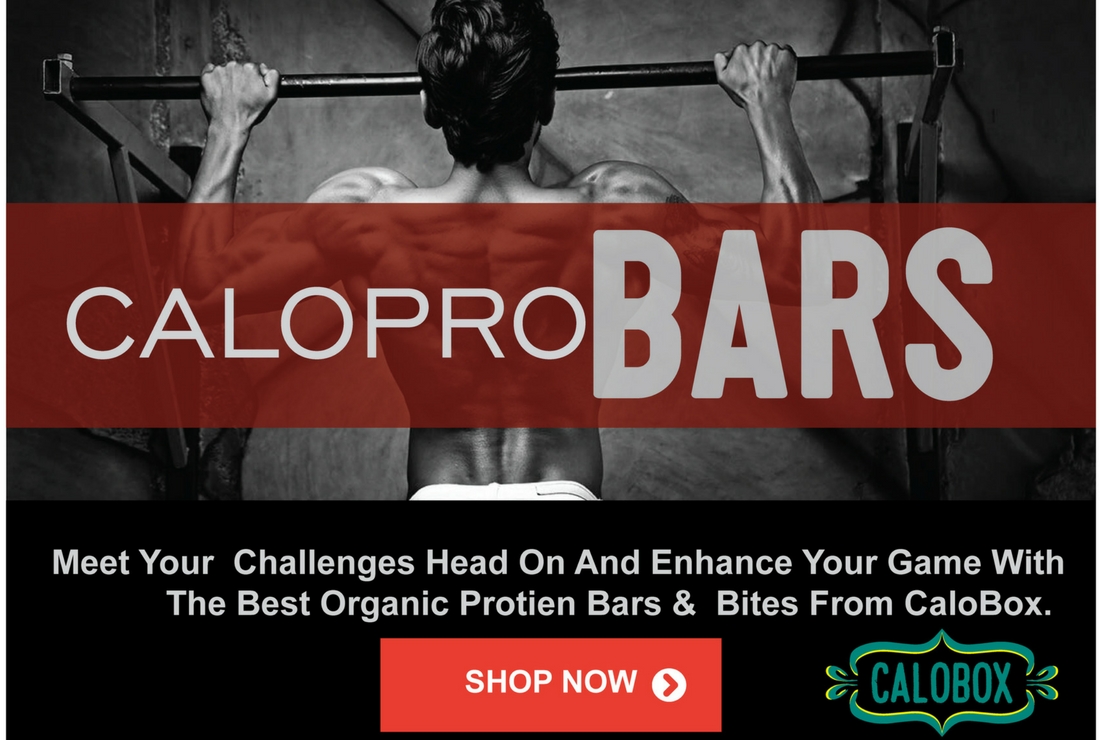 CALOPROBARS
Meet Your  Challenges Head On And Enhance Your Game With
The Best Organic Protien Bars &  Bites From CaloBox.
SHOP NOW
CALOBOX